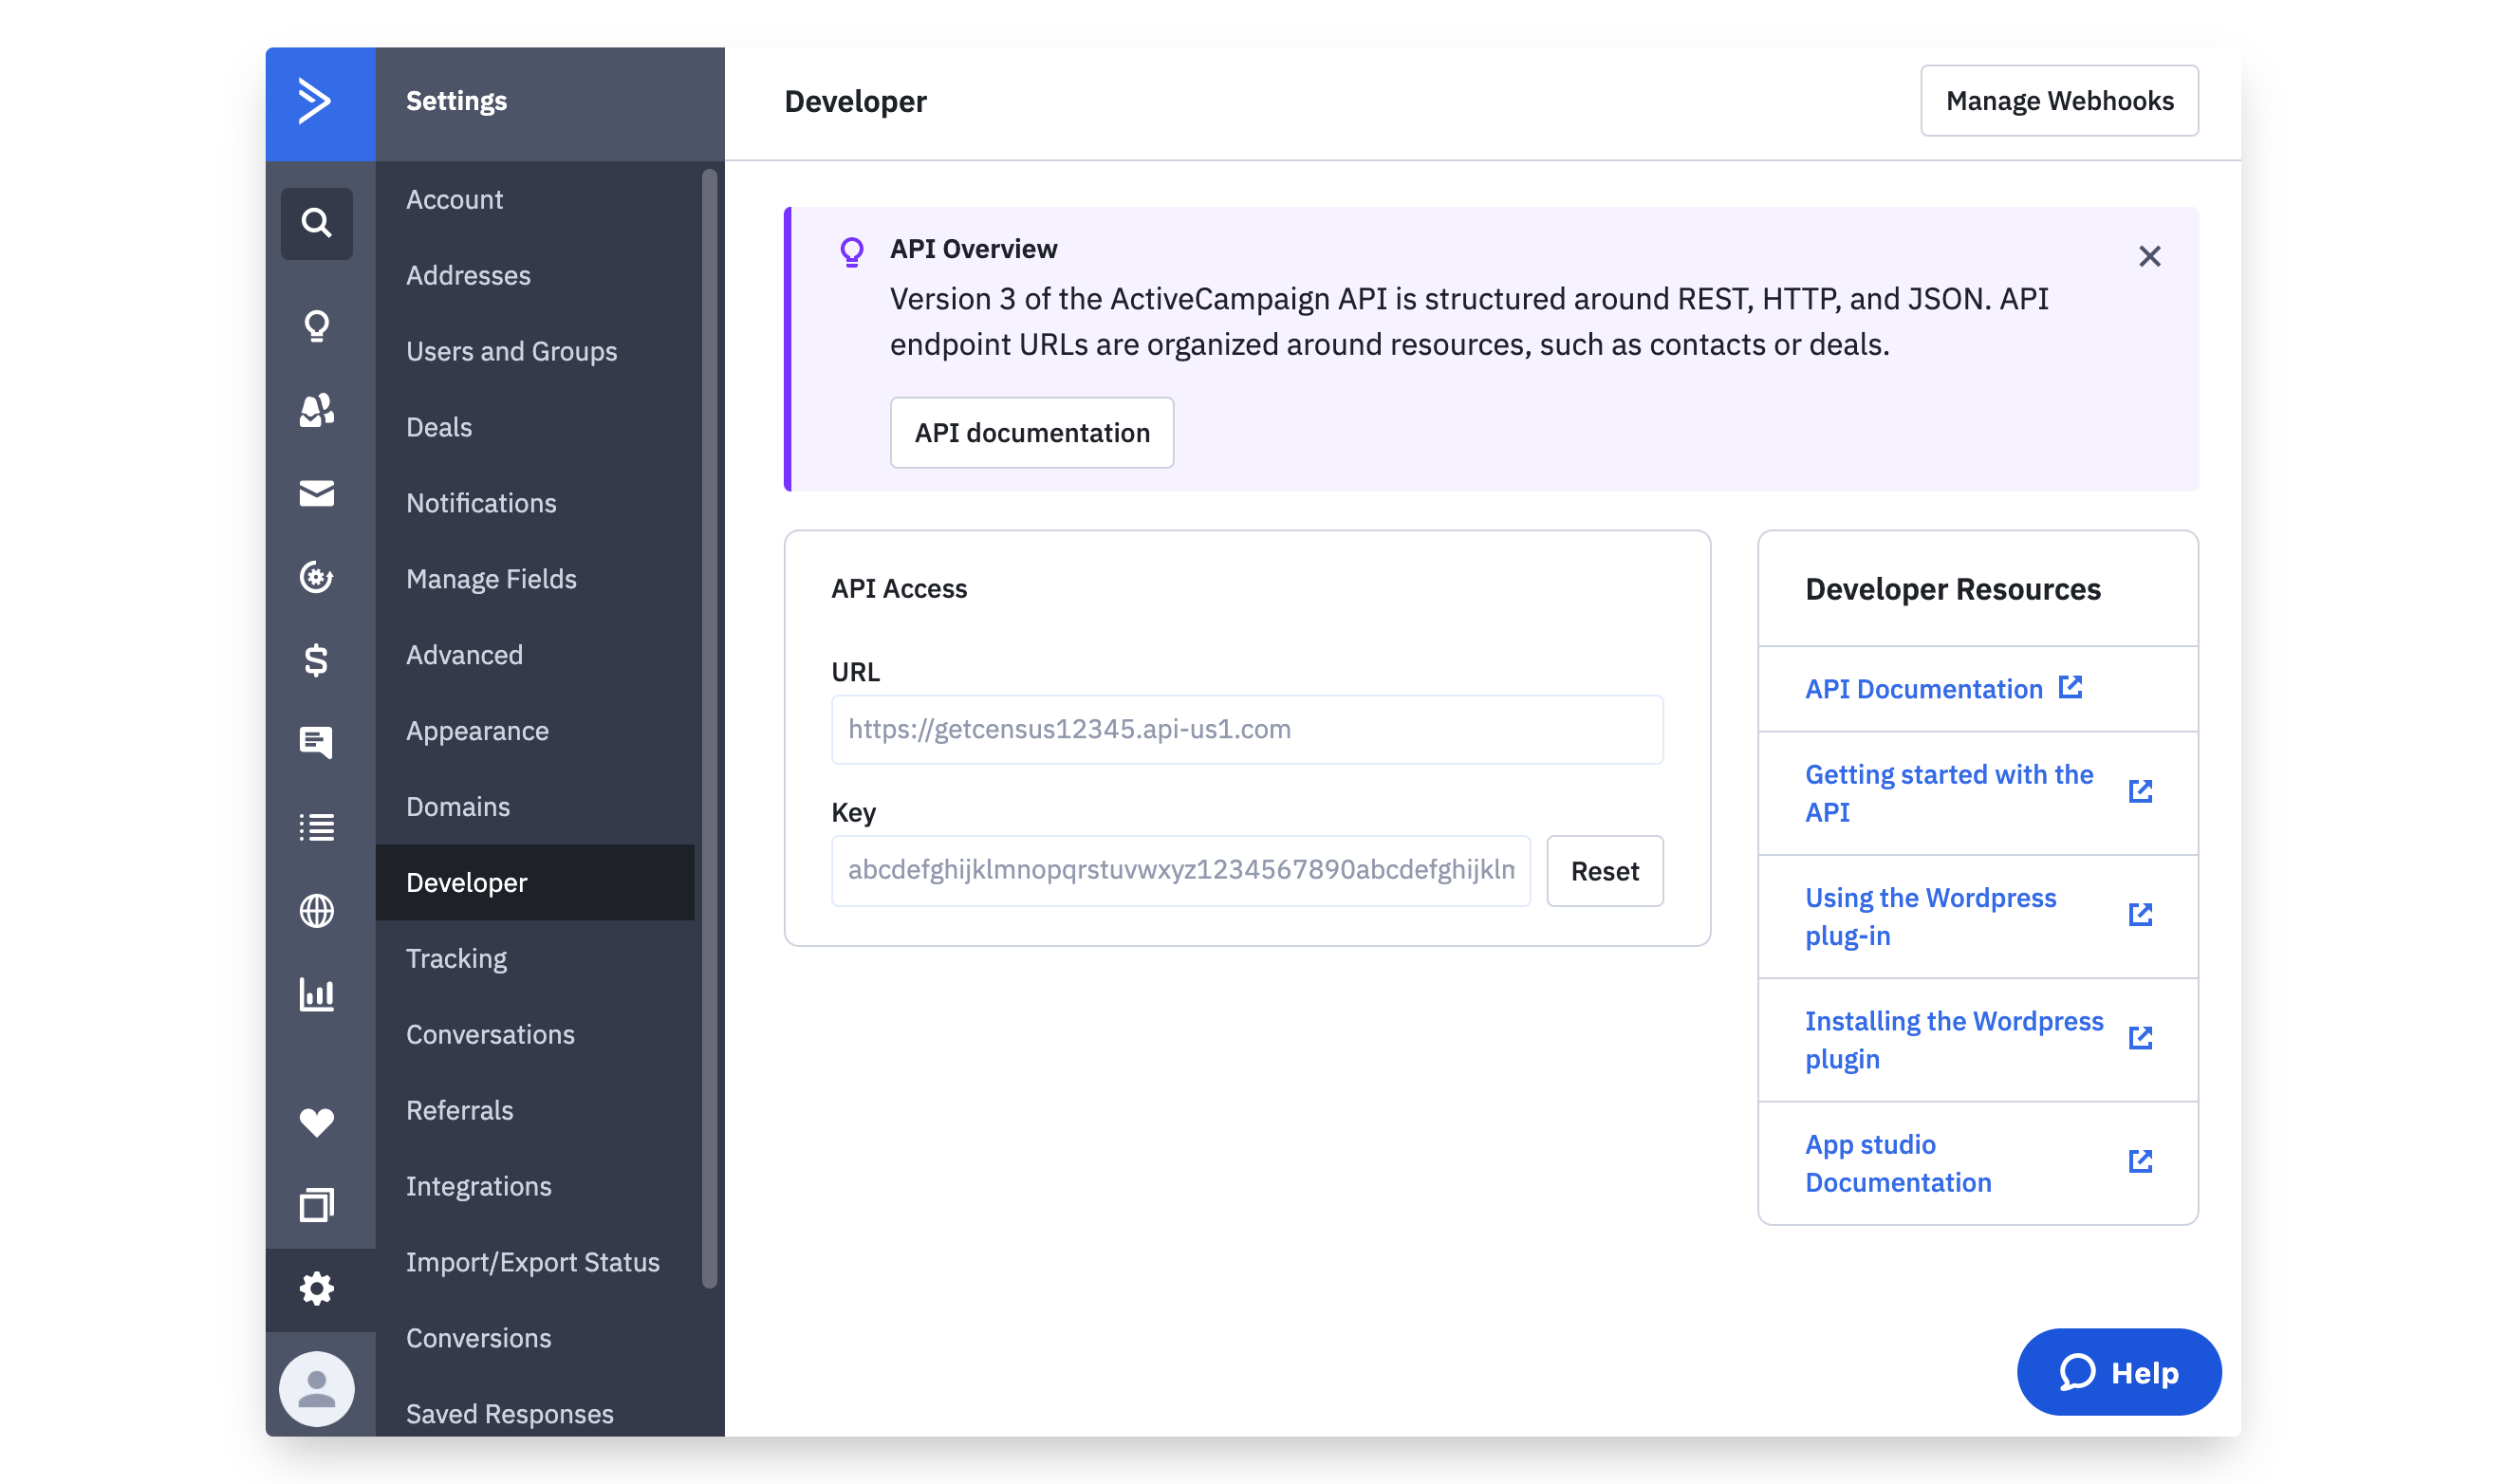 Settings
Account
Addresses
Users and Groups
Deals
Notifications
Manage Fields
Advanced
Appearance
Domains
Developer
Tracking
Conversations
Referrals
Integrations
Import/Export Status
Conversions
Saved Responses
Developer
Manage Webhooks
API Overview
Version 3 of the ActiveCampaign API is structured around REST, HTTP, and JSON. API
endpoint URLs are organized around resources, such as contacts or deals.
API documentation
API Access
URL
https://getcensus12345.api-us1.com
Key
abcdefghijklmnopqrstuvwxyz1234567890abcdefghijklm
Reset
Developer Resources
API Documentation
Getting started with the
API
Using the Wordpress
plug-in
Installing the Wordpress
plugin
App studio
Documentation
Help